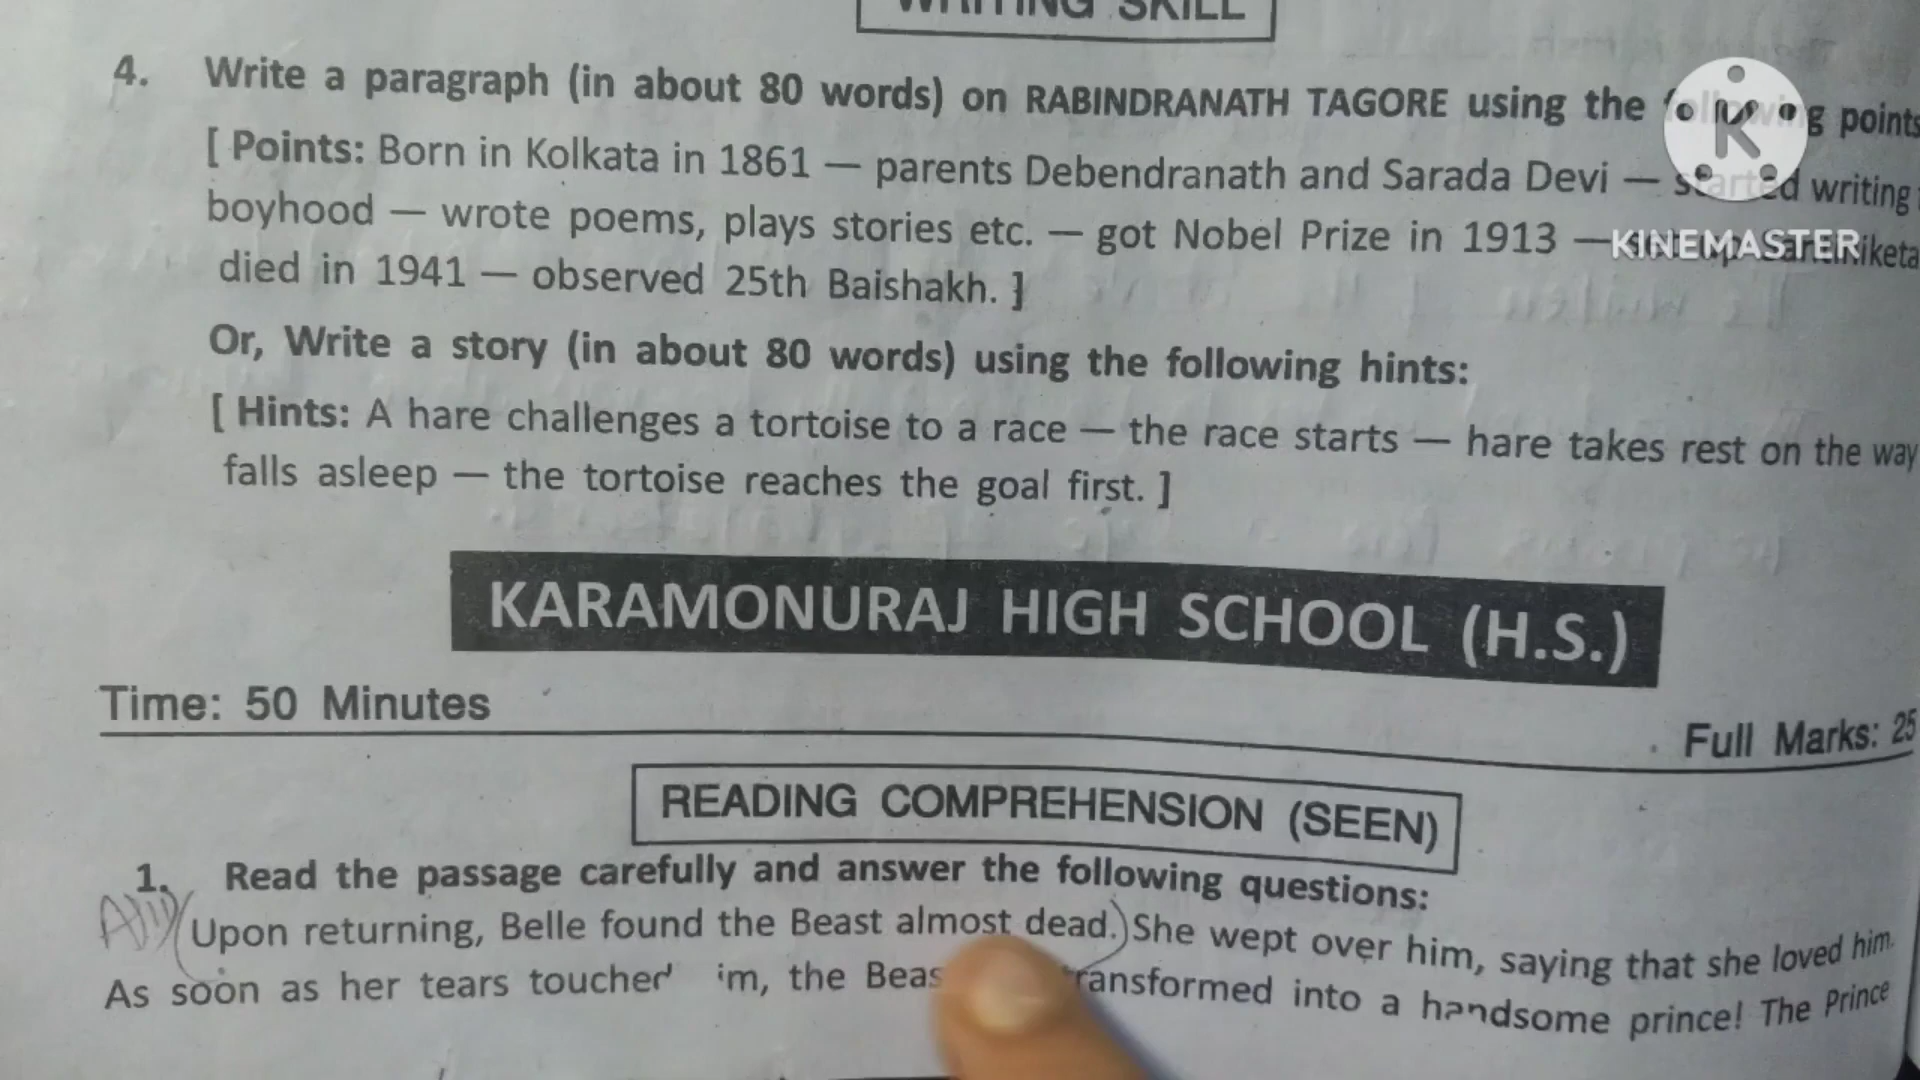 WRITING SKILL
4. Write a paragraph (in about 80 words) on RABINDRANATH TAGORE using the following points
[ Points: Born in Kolkata in 1861 — parents Debendranath and Sarada Devi — started writing
boyhood — wrote poems, plays stories etc. — got Nobel Prize in 1913 —
died in 1941 — observed 25th Baishakh. ]
Or, Write a story (in about 80 words) using the following hints:
[ Hints: A hare challenges a tortoise to a race — the race starts — hare takes rest on the way
falls asleep — the tortoise reaches the goal first. ]
K
KINEMASTER
KARAMONURAJ HIGH SCHOOL (H.S.)
Time: 50 Minutes
Full Marks: 25
READING COMPREHENSION (SEEN)
1. Read the passage carefully and answer the following questions:
Upon returning, Belle found the Beast almost dead. She wept over him, saying that she loved him.
As soon as her tears touched im, the Beas ransformed into a handsome prince! The Prince